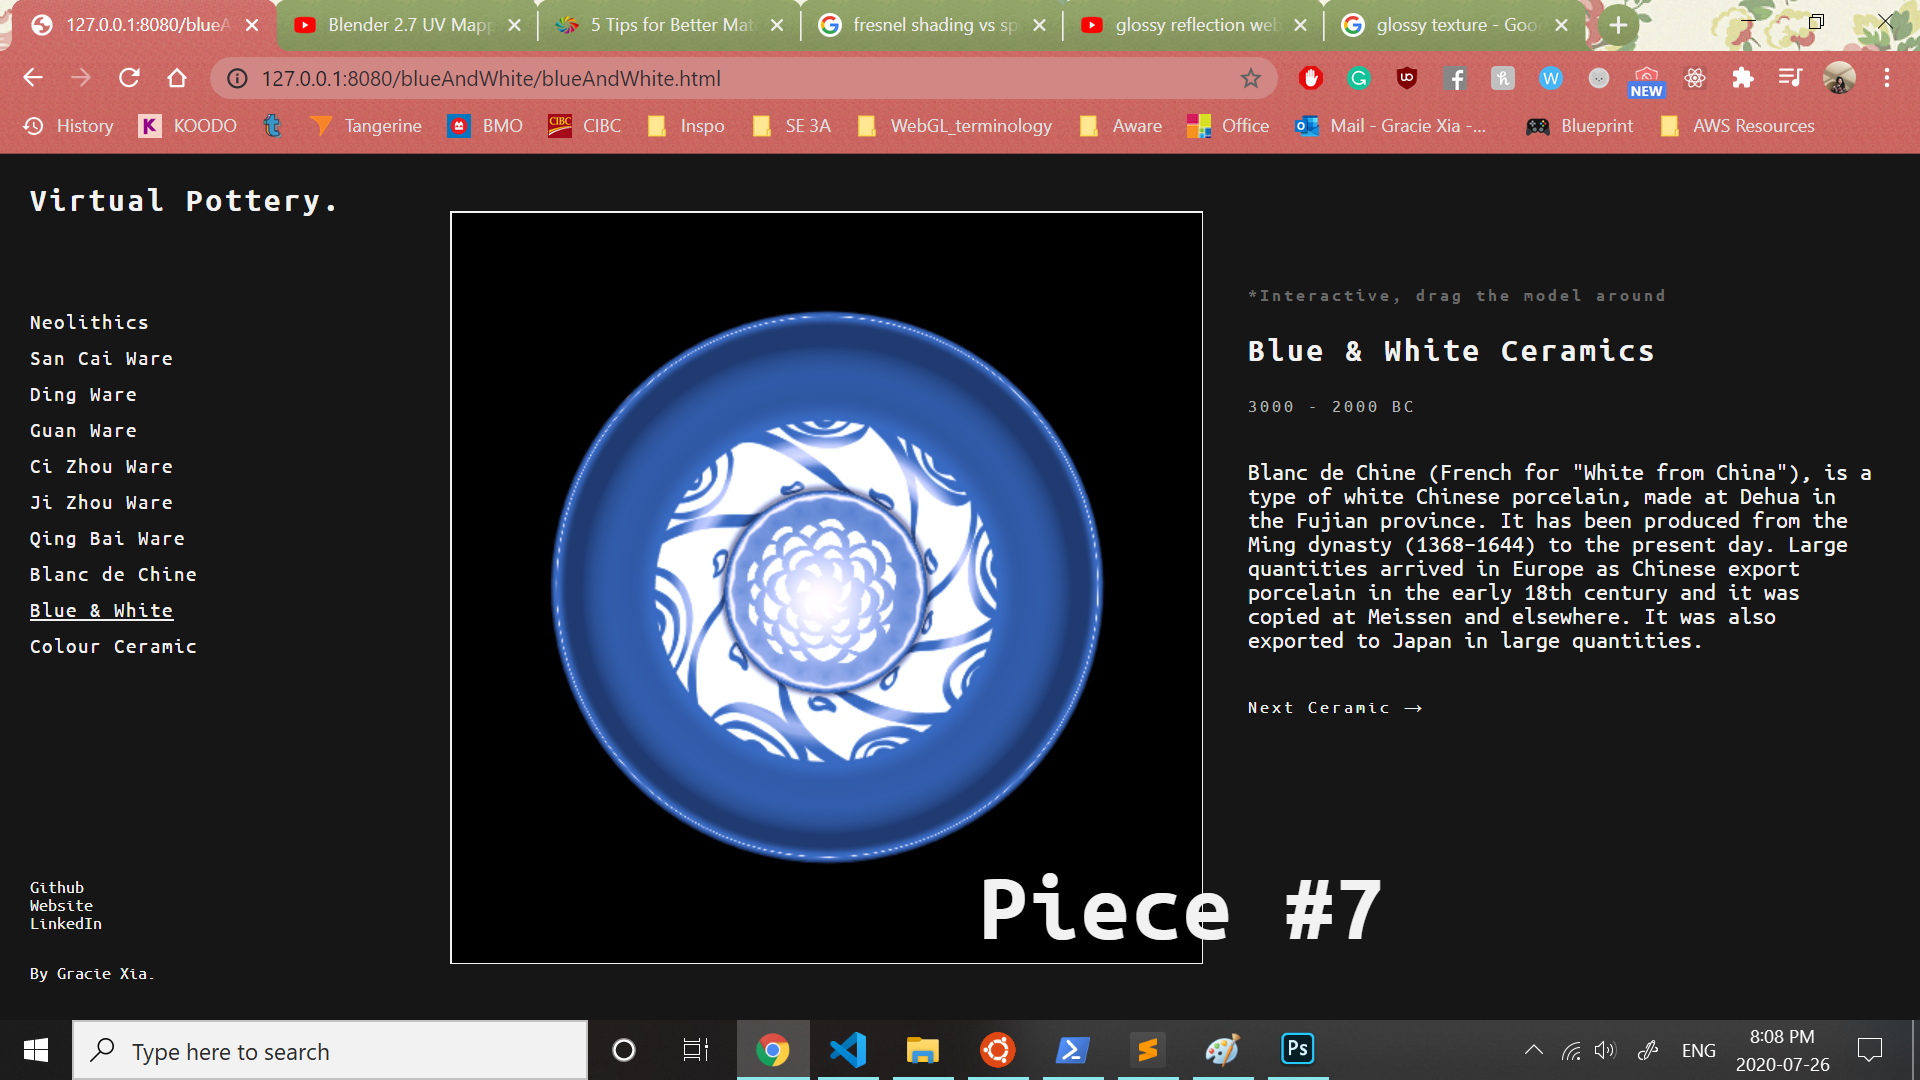 127.0.0.1:8080/blueA
Blender 2.7 UV Mapp
5 Tips for Better Mat
fresnel shading vs sp
glossy reflection web
glossy texture - Goo
127.0.0.1:8080/blueAndWhite/blueAndWhite.html
NEW
History
KOODO
Tangerine
BMO
CIBC
CIBC
Inspo
SE 3A
WebGL_terminology
Aware
Office
Mail - Gracie Xia -...
Blueprint
AWS Resources
Virtual Pottery.
Neolithics
San Cai Ware
Ding Ware
Guan Ware
Ci Zhou Ware
Ji Zhou Ware
Qing Bai Ware
Blanc de Chine
Blue & White
Colour Ceramic
Github
Website
LinkedIn
By Gracie Xia.
*Interactive, drag the model around
Blue & White Ceramics
3000 - 2000 BC
Blanc de Chine (French for "White from China"), is a
type of white Chinese porcelain, made at Dehua in
the Fujian province. It has been produced from the
Ming dynasty (1368–1644) to the present day. Large
quantities arrived in Europe as Chinese export
porcelain in the early 18th century and it was
copied at Meissen and elsewhere. It was also
exported to Japan in large quantities.
Next Ceramic →
Piece #7
Type here to search
Ps
ENG
8:08 PM
2020-07-26